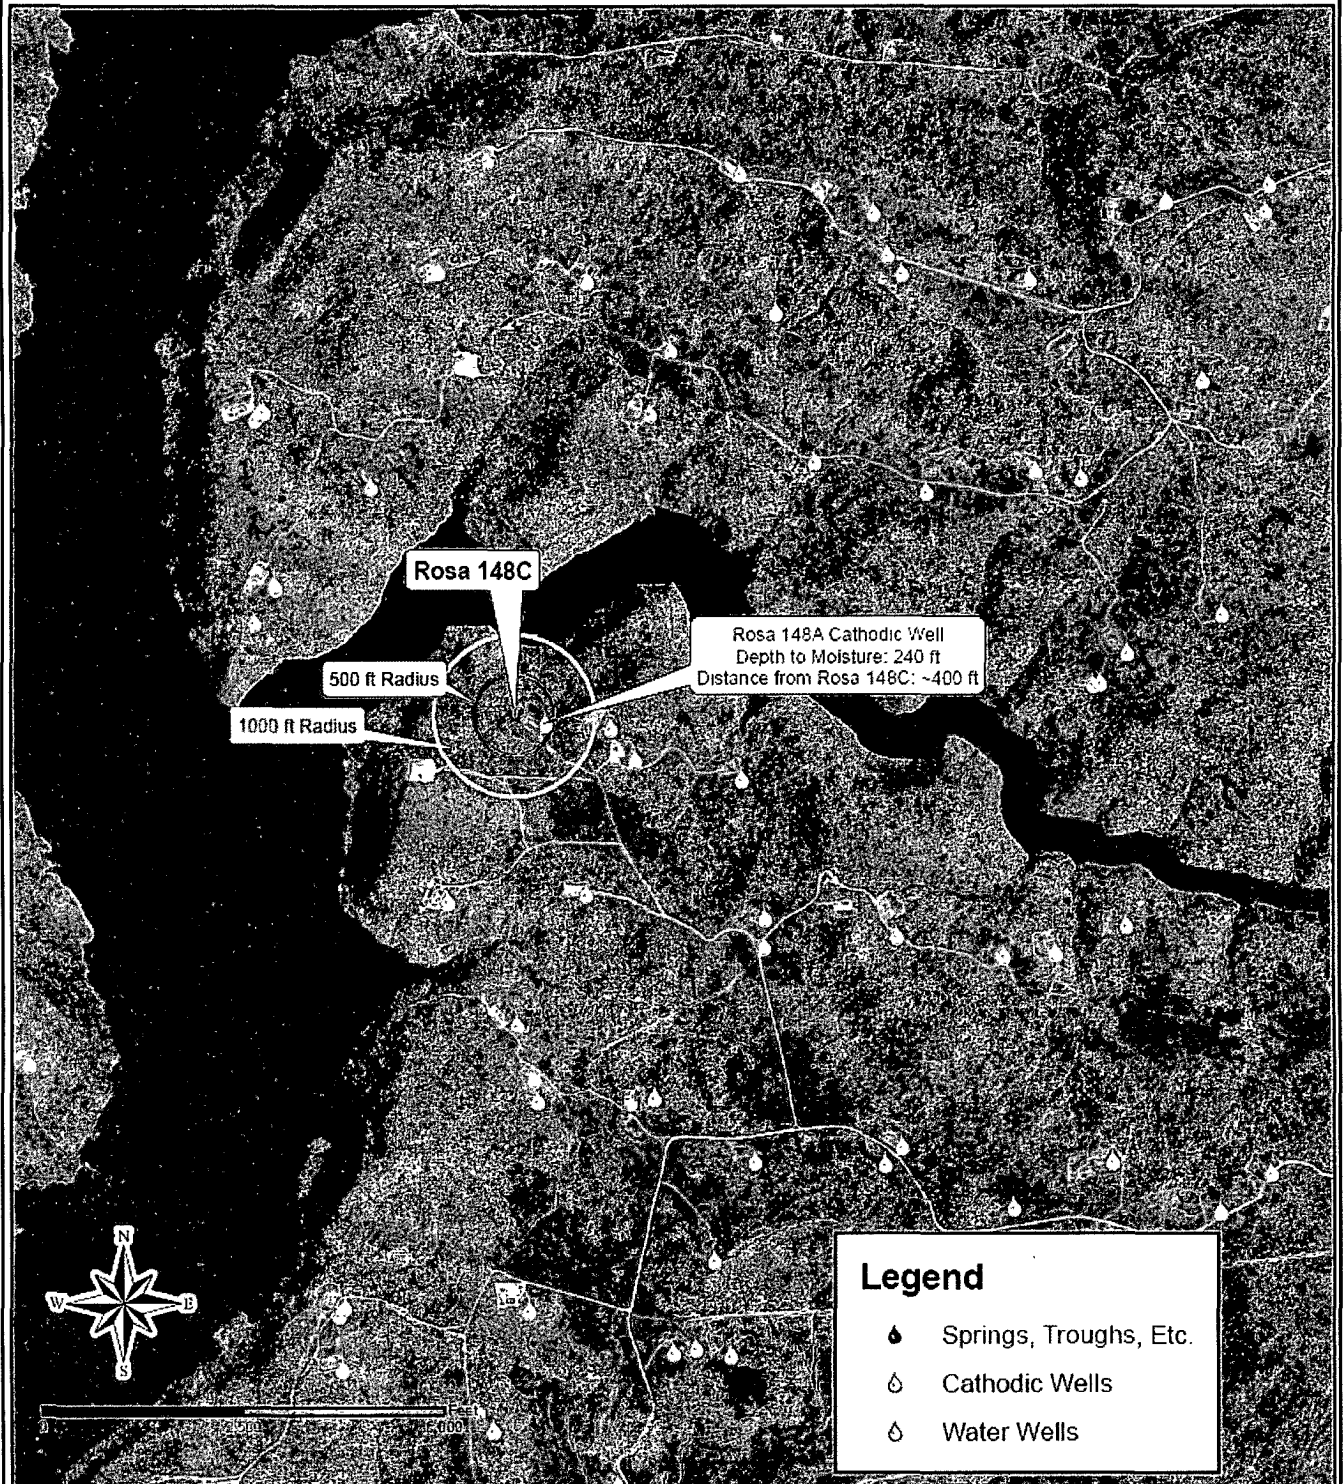 Rosa 148C
Rosa 148A Cathodic Well
Depth to Moisture: 240 ft
Distance from Rosa 148C: ~400 ft
500 ft Radius
1000 ft Radius
N
W
E
S
Feet
Legend
Springs, Troughs, Etc.
Cathodic Wells
Water Wells